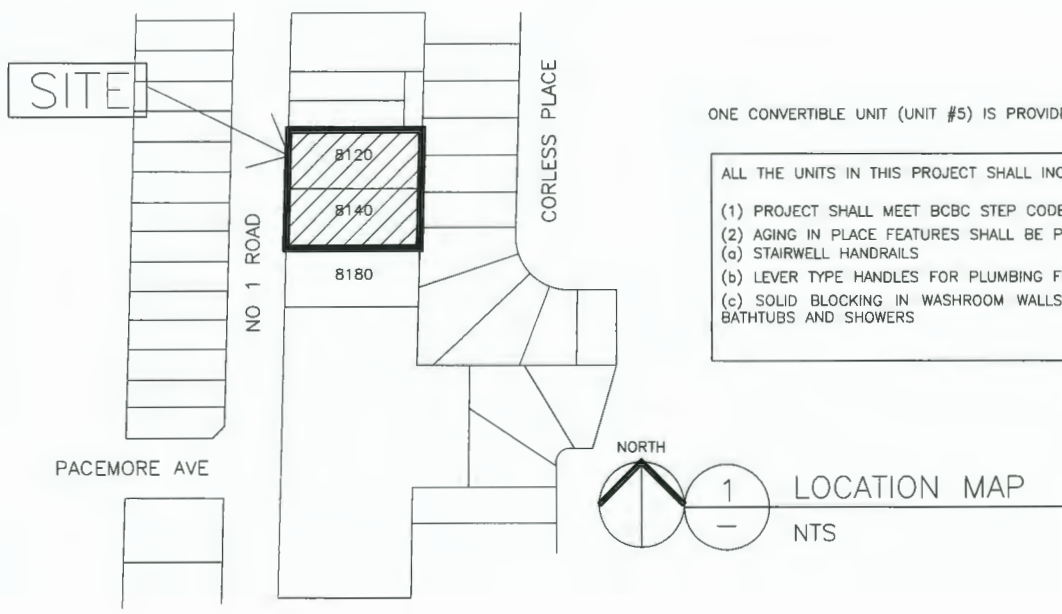 SITE
8120
8140
8180
NO 1 ROAD
CORLESS PLACE
PACEMORE AVE
ONE CONVERTIBLE UNIT (UNIT #5) IS
ALL THE UNITS IN THIS PROJECT SHALL
(1) PROJECT SHALL MEET BCBC STEP CODE
(2) AGING IN PLACE FEATURES SHALL BE
(a) STAIRWELL HANDRAILS
(b) LEVER TYPE HANDLES FOR PLUMBING
(c) SOLID BLOCKING IN WASHROOM WALLS
BATHTUBS AND SHOWERS
NORTH
1
—
LOCATION MAP
NTS